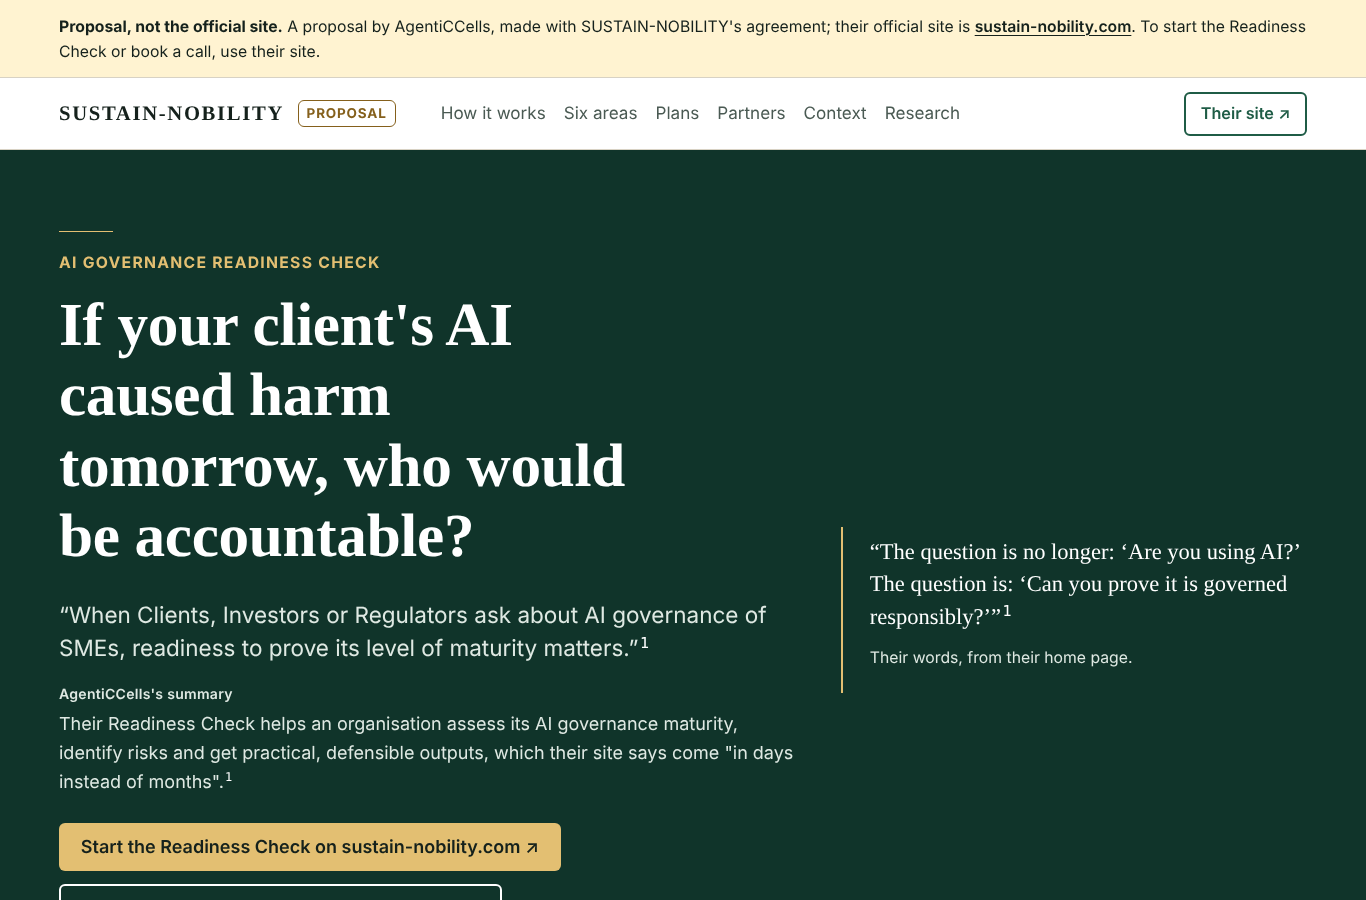 Proposal, not the official site. A proposal by AgentiCCells, made with SUSTAIN-NOBILITY's agreement; their official site is sustain-nobility.com. To start the Readiness
Check or book a call, use their site.
SUSTAIN-NOBILITY PROPOSAL How it works Six areas Plans Partners Context Research Their site ↗
AI GOVERNANCE READINESS CHECK
If your client's AI
caused harm
tomorrow, who would
be accountable?
“When Clients, Investors or Regulators ask about AI governance of
SMEs, readiness to prove its level of maturity matters.”1
AgentiCCells's summary
Their Readiness Check helps an organisation assess its AI governance maturity,
identify risks and get practical, defensible outputs, which their site says come "in days
instead of months".1
Start the Readiness Check on sustain-nobility.com ↗
“The question is no longer: ‘Are you using AI?’
The question is: ‘Can you prove it is governed
responsibly?’”1
Their words, from their home page.